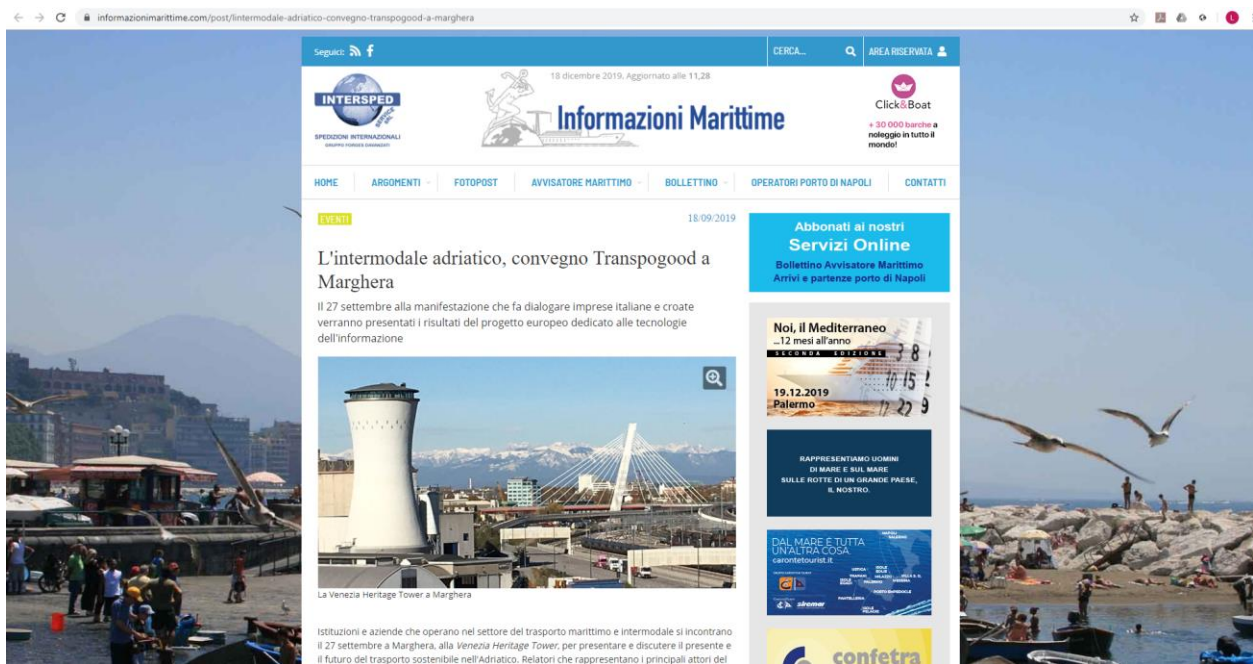 informazionimarittime.com/post/lintermodale-adriatico-convegno-transpogood-a-marghera
Seguici:
CERCA...
AREA RISERVATA
18 dicembre 2019, Aggiornato alle 11,28
INTERSPED
SERVICE SRL
SPEDIZIONI INTERNAZIONALI
Informazioni Marittime
Click&Boat
+ 30 000 barche a
noleggio in tutto il
mondo!
HOME
ARGOMENTI
FOTOPOST
AVVISATORE MARITTIMO
BOLLETTINO
OPERATORI PORTO DI NAPOLI
CONTATTI
EVENTI
18/09/2019
L'intermodale adriatico, convegno Transpogood a
Marghera
Il 27 settembre alla manifestazione che fa dialogare imprese italiane e croate
verranno presentati i risultati del progetto europeo dedicato alle tecnologie
dell'informazione
La Venezia Heritage Tower a Marghera
Istituzioni e aziende che operano nel settore del trasporto marittimo e intermodale si incontrano
il 27 settembre a Marghera, alla Venezia Heritage Tower, per presentare e discutere il presente e
il futuro del trasporto sostenibile nell'Adriatico. Relatori che rappresentano i principali attori del
Abbonati ai nostri
Servizi Online
Bollettino Avvisatore Marittimo
Arrivi e partenze porto di Napoli
Noi, il Mediterraneo
...12 mesi all'anno
SECONDA EDIZIONE
19.12.2019
Palermo
RAPPRESENTIAMO UOMINI
DI MARE E SUL MARE
SULLE ROTTE DI UN GRANDE PAESE,
IL NOSTRO.
DAL MARE È TUTTA
UN'ALTRA COSA
carontetourist.it
siremar
confetra